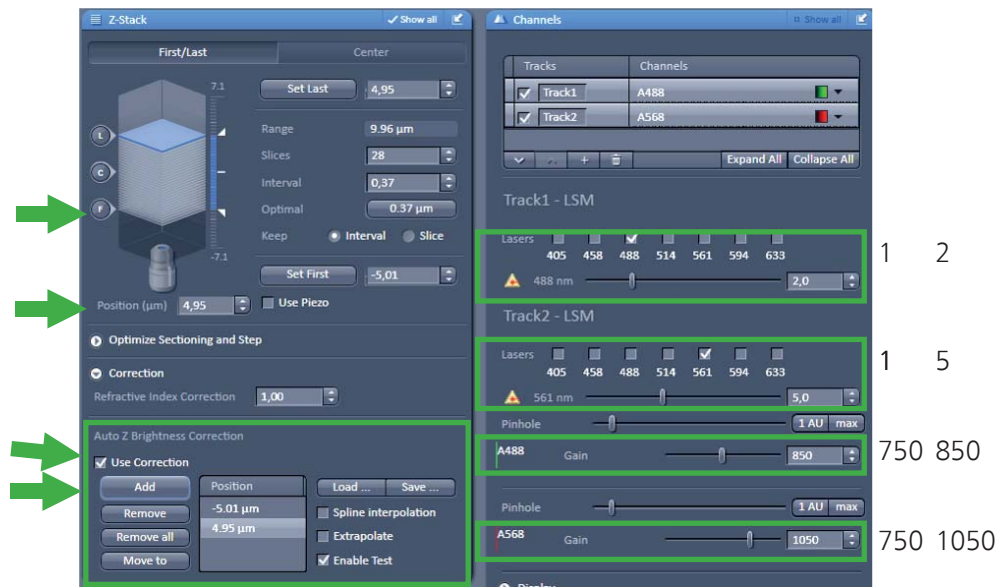 Z-Stack
Show all
First/Last
Center
7.1
L
C
F
-7.1
Set Last
4,95
Range
9.96 µm
Slices
28
Interval
0,37
Optimal
0.37 µm
Keep
Interval
Slice
Set First
-5,01
Position (µm)
4,95
Use Piezo
Optimize Sectioning and Step
Correction
Refractive Index Correction
1,00
Auto Z Brightness Correction
Use Correction
Add
Remove
Remove all
Move to
Position
-5.01 µm
4.95 µm
Load ...
Save ...
Spline interpolation
Extrapolate
Enable Test
Channels
Show all
Tracks
Channels
Track1
A488
Track2
A568
Expand All
Collapse All
Track1 - LSM
Lasers
405 458 488 514 561 594 633
488 nm
2,0
1 2
Track2 - LSM
Lasers
405 458 488 514 561 594 633
561 nm
5,0
1 5
Pinhole
1 AU
max
A488
Gain
850
750 850
Pinhole
1 AU
max
A568
Gain
1050
750 1050
Display